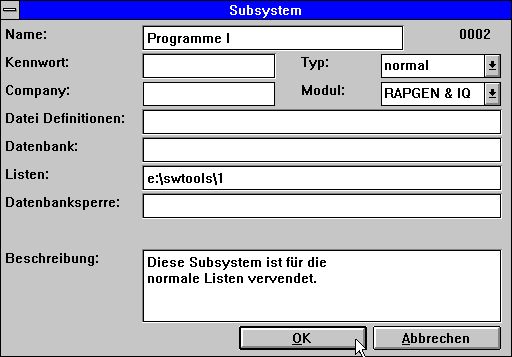 Subsystem
Name: Programme I 0002
Kennwort: Typ: normal
Company: Modul: RAPGEN & IQ
Datei Definitionen:
Datenbank:
Listen: e:\swtools\1
Datenbanksperre:
Beschreibung: Diese Subsystem ist für die
normale Listen vervendet.
OK Abbrechen